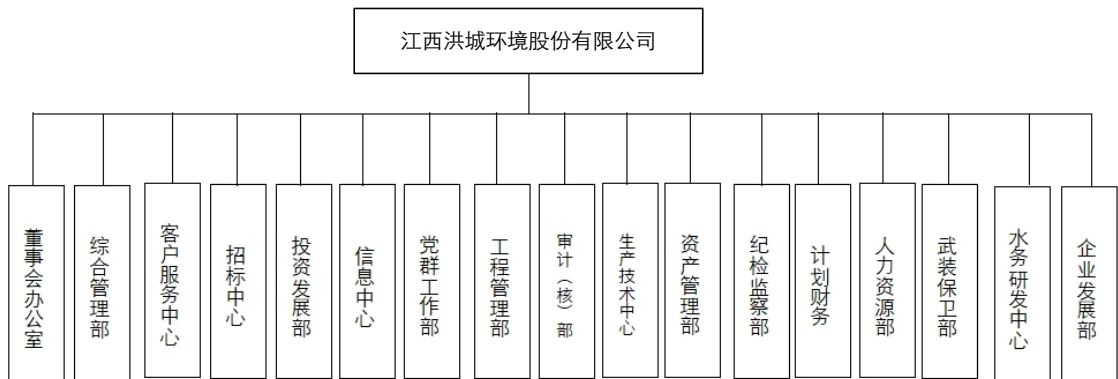 江西洪城环境股份有限公司
董事会办公室
综合管理部
客户服务中心
招标中心
投资发展部
信息中心
党群工作部
工程管理部
审计（核）部
生产技术中心
资产管理部
纪检监察部
计划财务
人力资源部
武装保卫部
水务研发中心
企业发展部